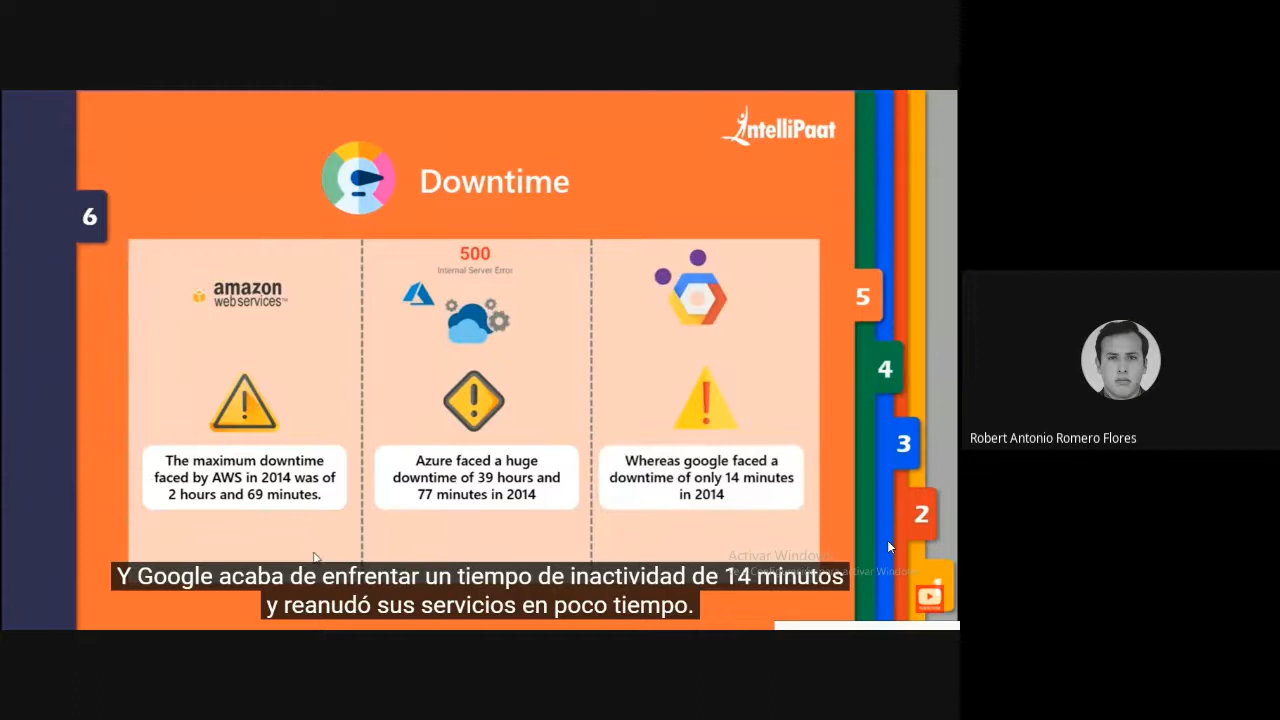 IntelliPaat
Downtime
6
500
Internal Server Error
amazon
web services™
The maximum downtime
faced by AWS in 2014 was of
2 hours and 69 minutes.
Azure faced a huge
downtime of 39 hours and
77 minutes in 2014
Whereas google faced a
downtime of only 14 minutes
in 2014
5
4
3
2
Activar Windows
Y Google acaba de enfrentar un tiempo de inactividad de 14 minutos
y reanudó sus servicios en poco tiempo.
Robert Antonio Romero Flores